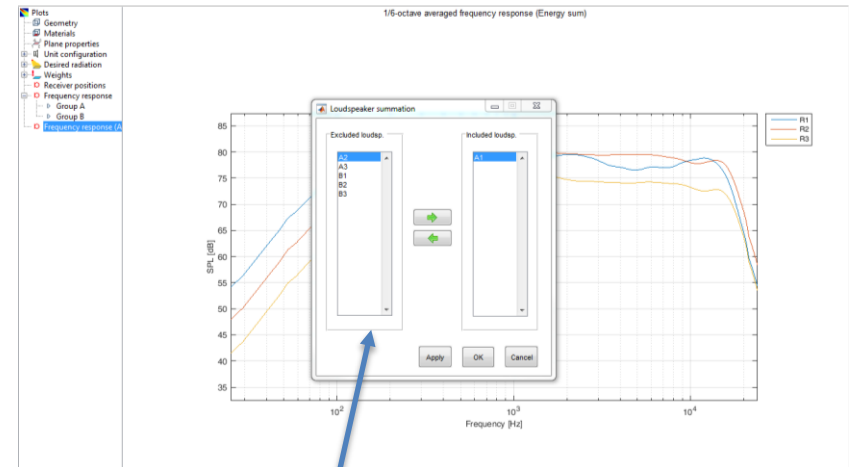 Plots
1/6-octave averaged frequency response (Energy sum)
Geometry
Materials
Plane properties
Unit configuration
Desired radiation
Weights
Receiver positions
Frequency response
Group A
Group B
Frequency response (A
Loudspeaker summation
Excluded loudsp.
Included loudsp.
A2
A3
B1
B2
B3
A1
Apply
OK
Cancel
R1
R2
R3
85
80
75
70
65
60
55
50
45
40
35
SPL [dB]
10²
10³
10⁴
Frequency [Hz]